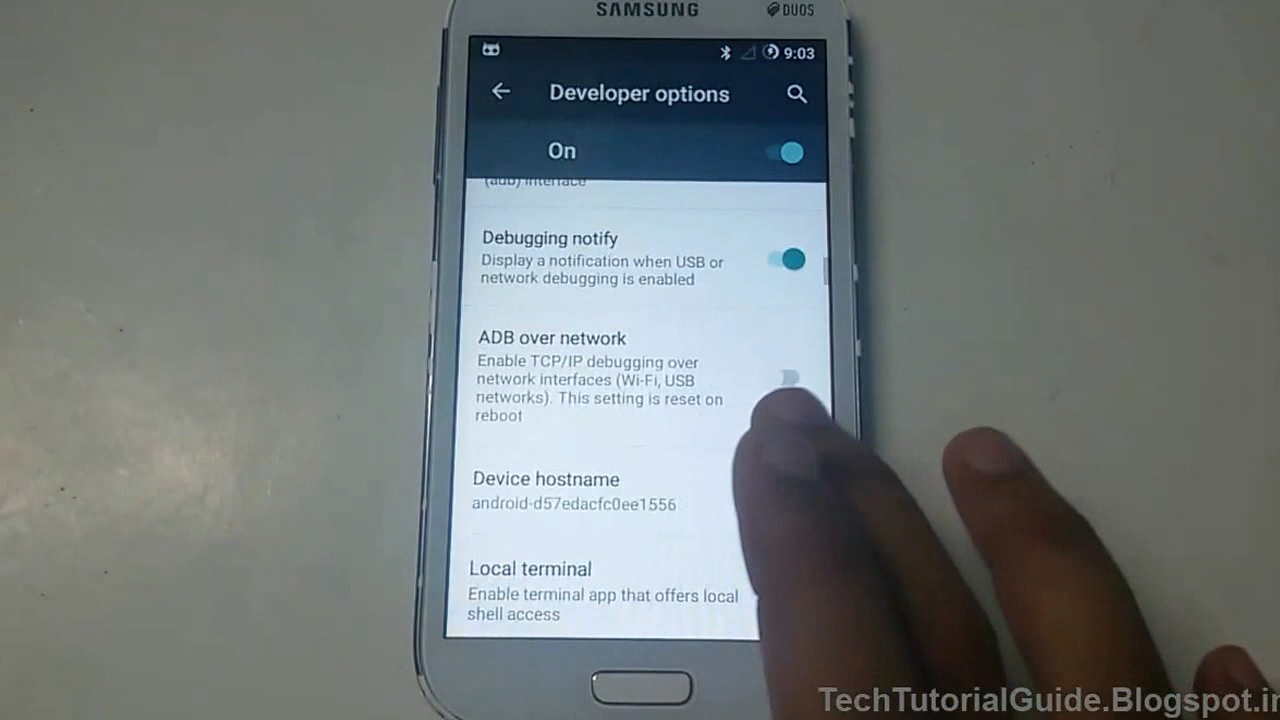 SAMSUNG DUOS
9:03
Developer options
On
(adb) interface
Debugging notify
Display a notification when USB or
network debugging is enabled
ADB over network
Enable TCP/IP debugging over
network interfaces (Wi-Fi, USB
networks). This setting is reset on
reboot
Device hostname
android-d57edacfc0ee1556
Local terminal
Enable terminal app that offers local
shell access
TechTutorialGuide.Blogspot.in